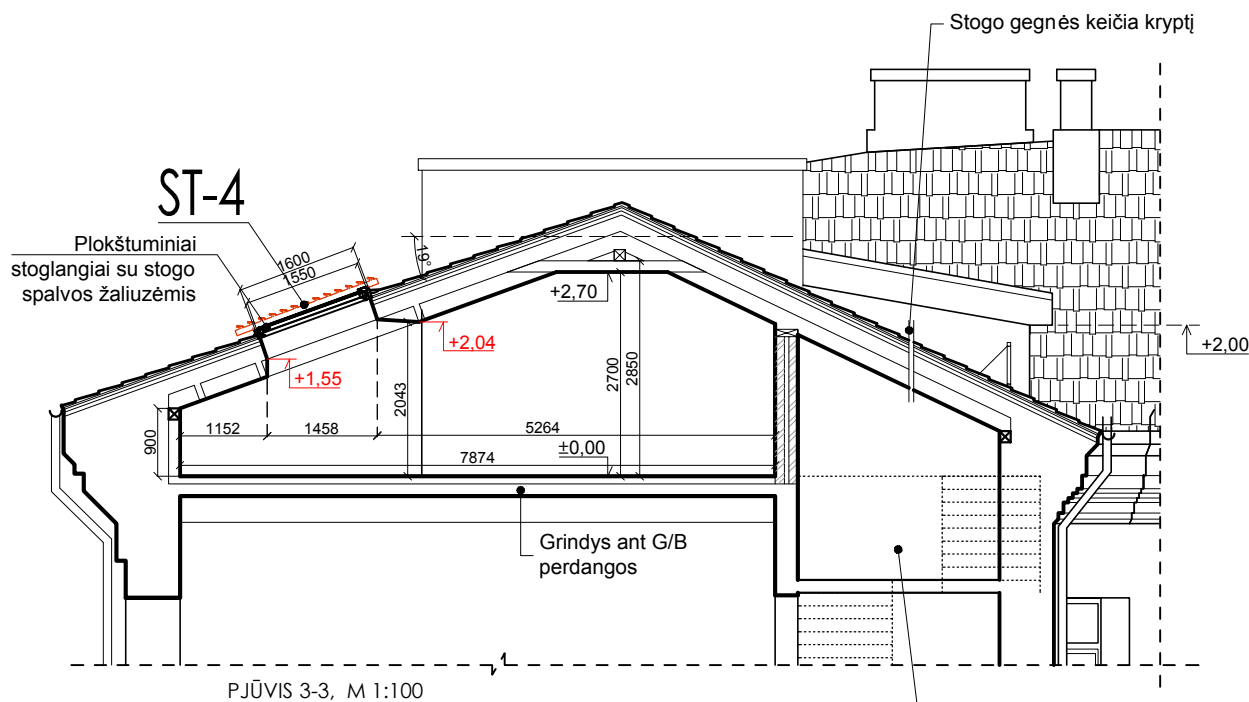 Stogo gegnės keičia kryptį
ST-4
Plokštuminiai
stoglangiai su stogo
spalvos žaliuzėmis
1600
1550
19°
+2,70
+2,04
+1,55
+2,00
2043
2700
2850
900
1152
1458
5264
7874
±0,00
Grindys ant G/B
perdangos
PJŪVIS 3-3, M 1:100